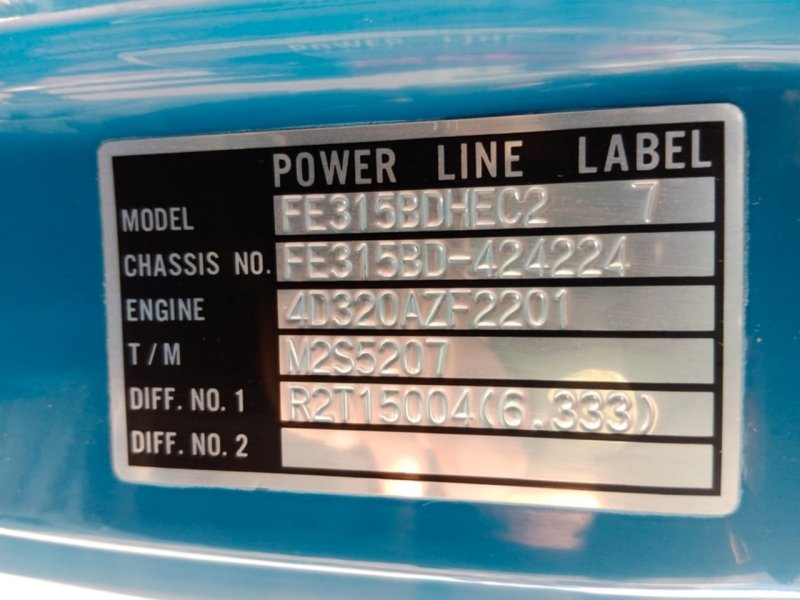 POWER LINE LABEL
MODEL FE315BDHEC2 7
CHASSIS NO. FE315BD-424224
ENGINE 4D320AZF2201
T/M M2S5207
DIFF. NO. 1 R2T15004(6.333)
DIFF. NO. 2